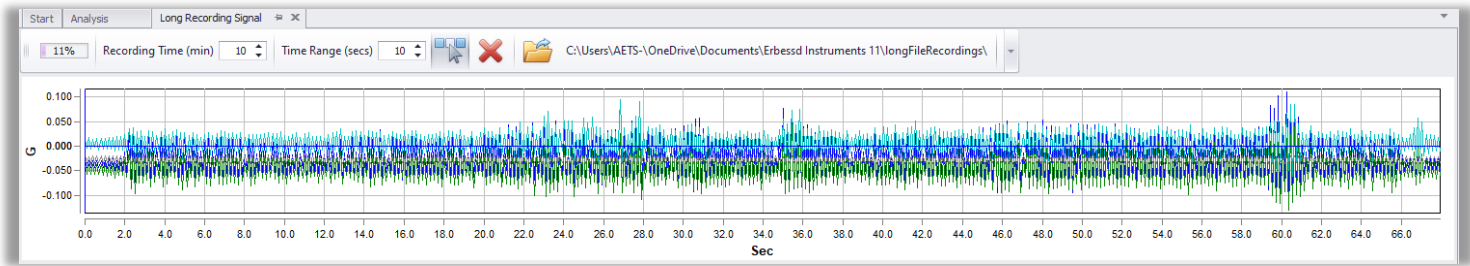 Start Analysis Long Recording Signal
11% Recording Time (min) 10 Time Range (secs) 10 C:\Users\AETS-\OneDrive\Documents\Erbessd Instruments 11\longFileRecordings\
0.100
0.050
0.000
-0.050
-0.100
G
0.0 2.0 4.0 6.0 8.0 10.0 12.0 14.0 16.0 18.0 20.0 22.0 24.0 26.0 28.0 30.0 32.0 34.0 36.0 38.0 40.0 42.0 44.0 46.0 48.0 50.0 52.0 54.0 56.0 58.0 60.0 62.0 64.0 66.0
Sec